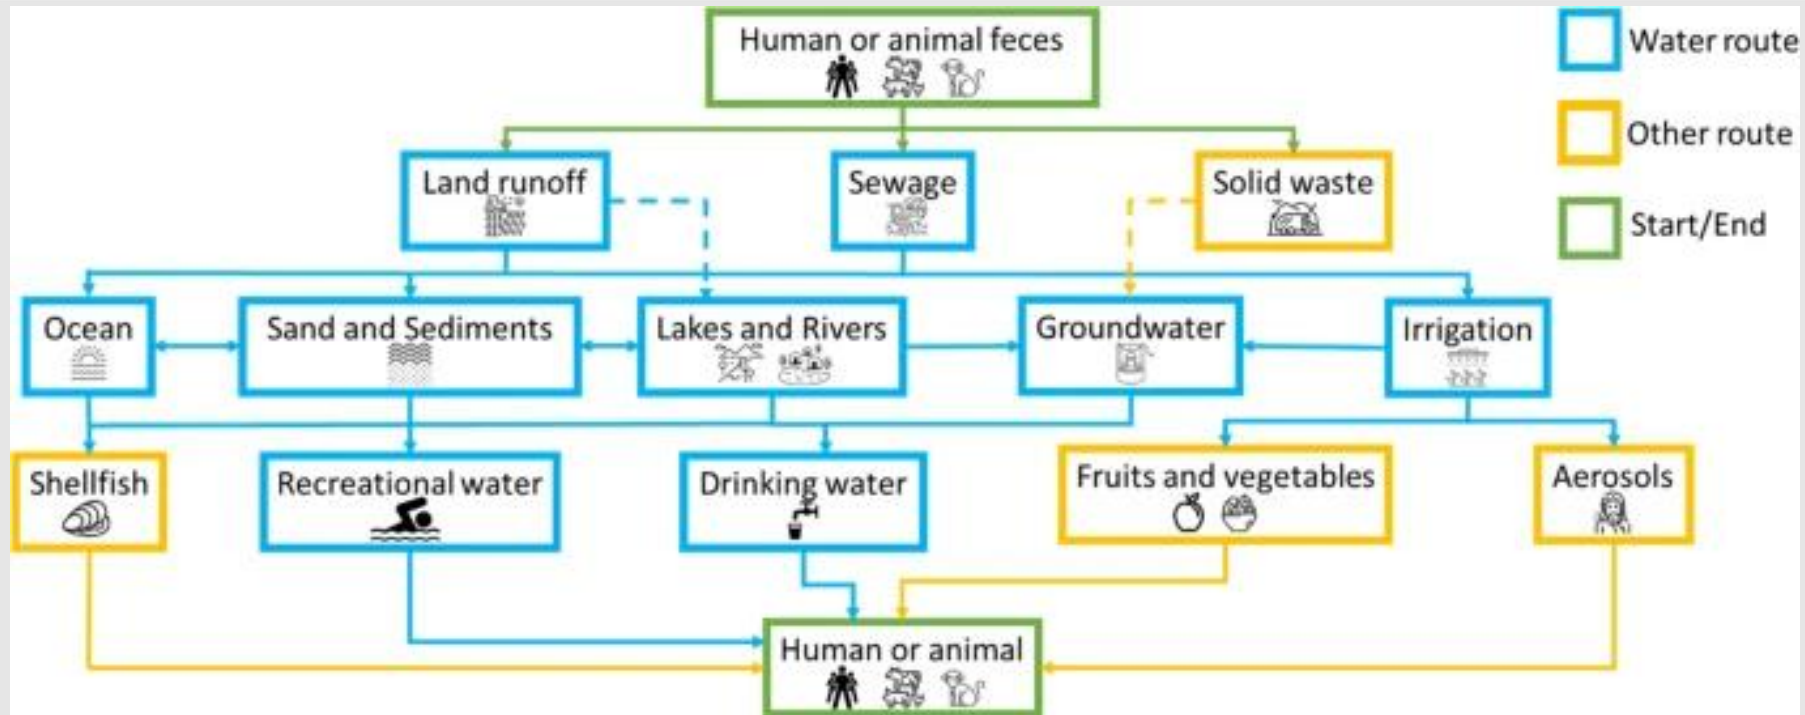 Human or animal feces
Water route
Other route
Start/End
Land runoff
Sewage
Solid waste
Ocean
Sand and Sediments
Lakes and Rivers
Groundwater
Irrigation
Shellfish
Recreational water
Drinking water
Fruits and vegetables
Aerosols
Human or animal